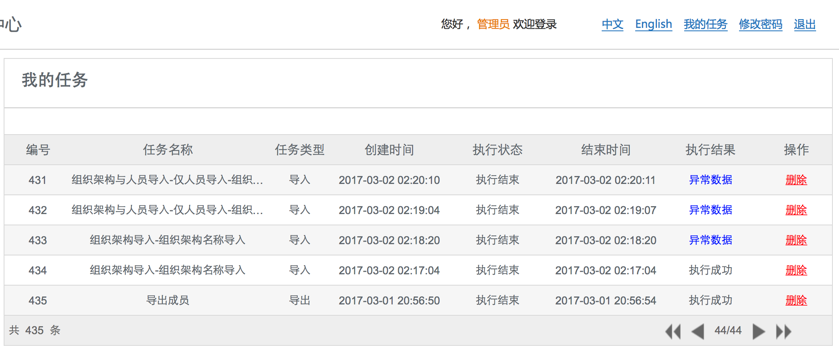 中心
您好， 管理员 欢迎登录 中文 English 我的任务 修改密码 退出
我的任务
编号 任务名称 任务类型 创建时间 执行状态 结束时间 执行结果 操作
431 组织架构与人员导入-仅人员导入-组织... 导入 2017-03-02 02:20:10 执行结束 2017-03-02 02:20:11 异常数据 删除
432 组织架构与人员导入-仅人员导入-组织... 导入 2017-03-02 02:19:04 执行结束 2017-03-02 02:19:07 异常数据 删除
433 组织架构导入-组织架构名称导入 导入 2017-03-02 02:18:20 执行结束 2017-03-02 02:18:20 异常数据 删除
434 组织架构导入-组织架构名称导入 导入 2017-03-02 02:17:04 执行结束 2017-03-02 02:17:04 执行成功 删除
435 导出成员 导出 2017-03-01 20:56:50 执行结束 2017-03-01 20:56:54 执行成功 删除
共 435 条 44/44